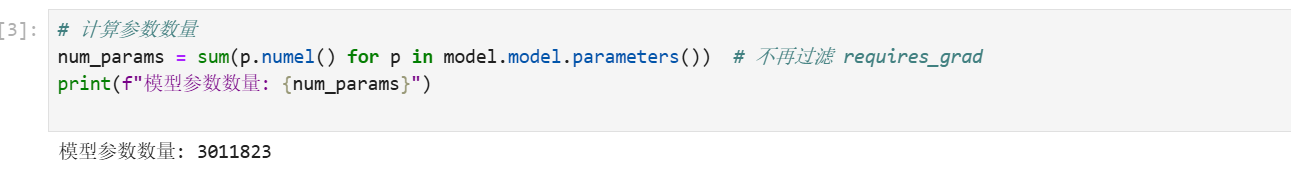 [3]:
# 计算参数数量
num_params = sum(p.numel() for p in model.model.parameters())  # 不再过滤 requires_grad
print(f"模型参数数量: {num_params}")
模型参数数量: 3011823